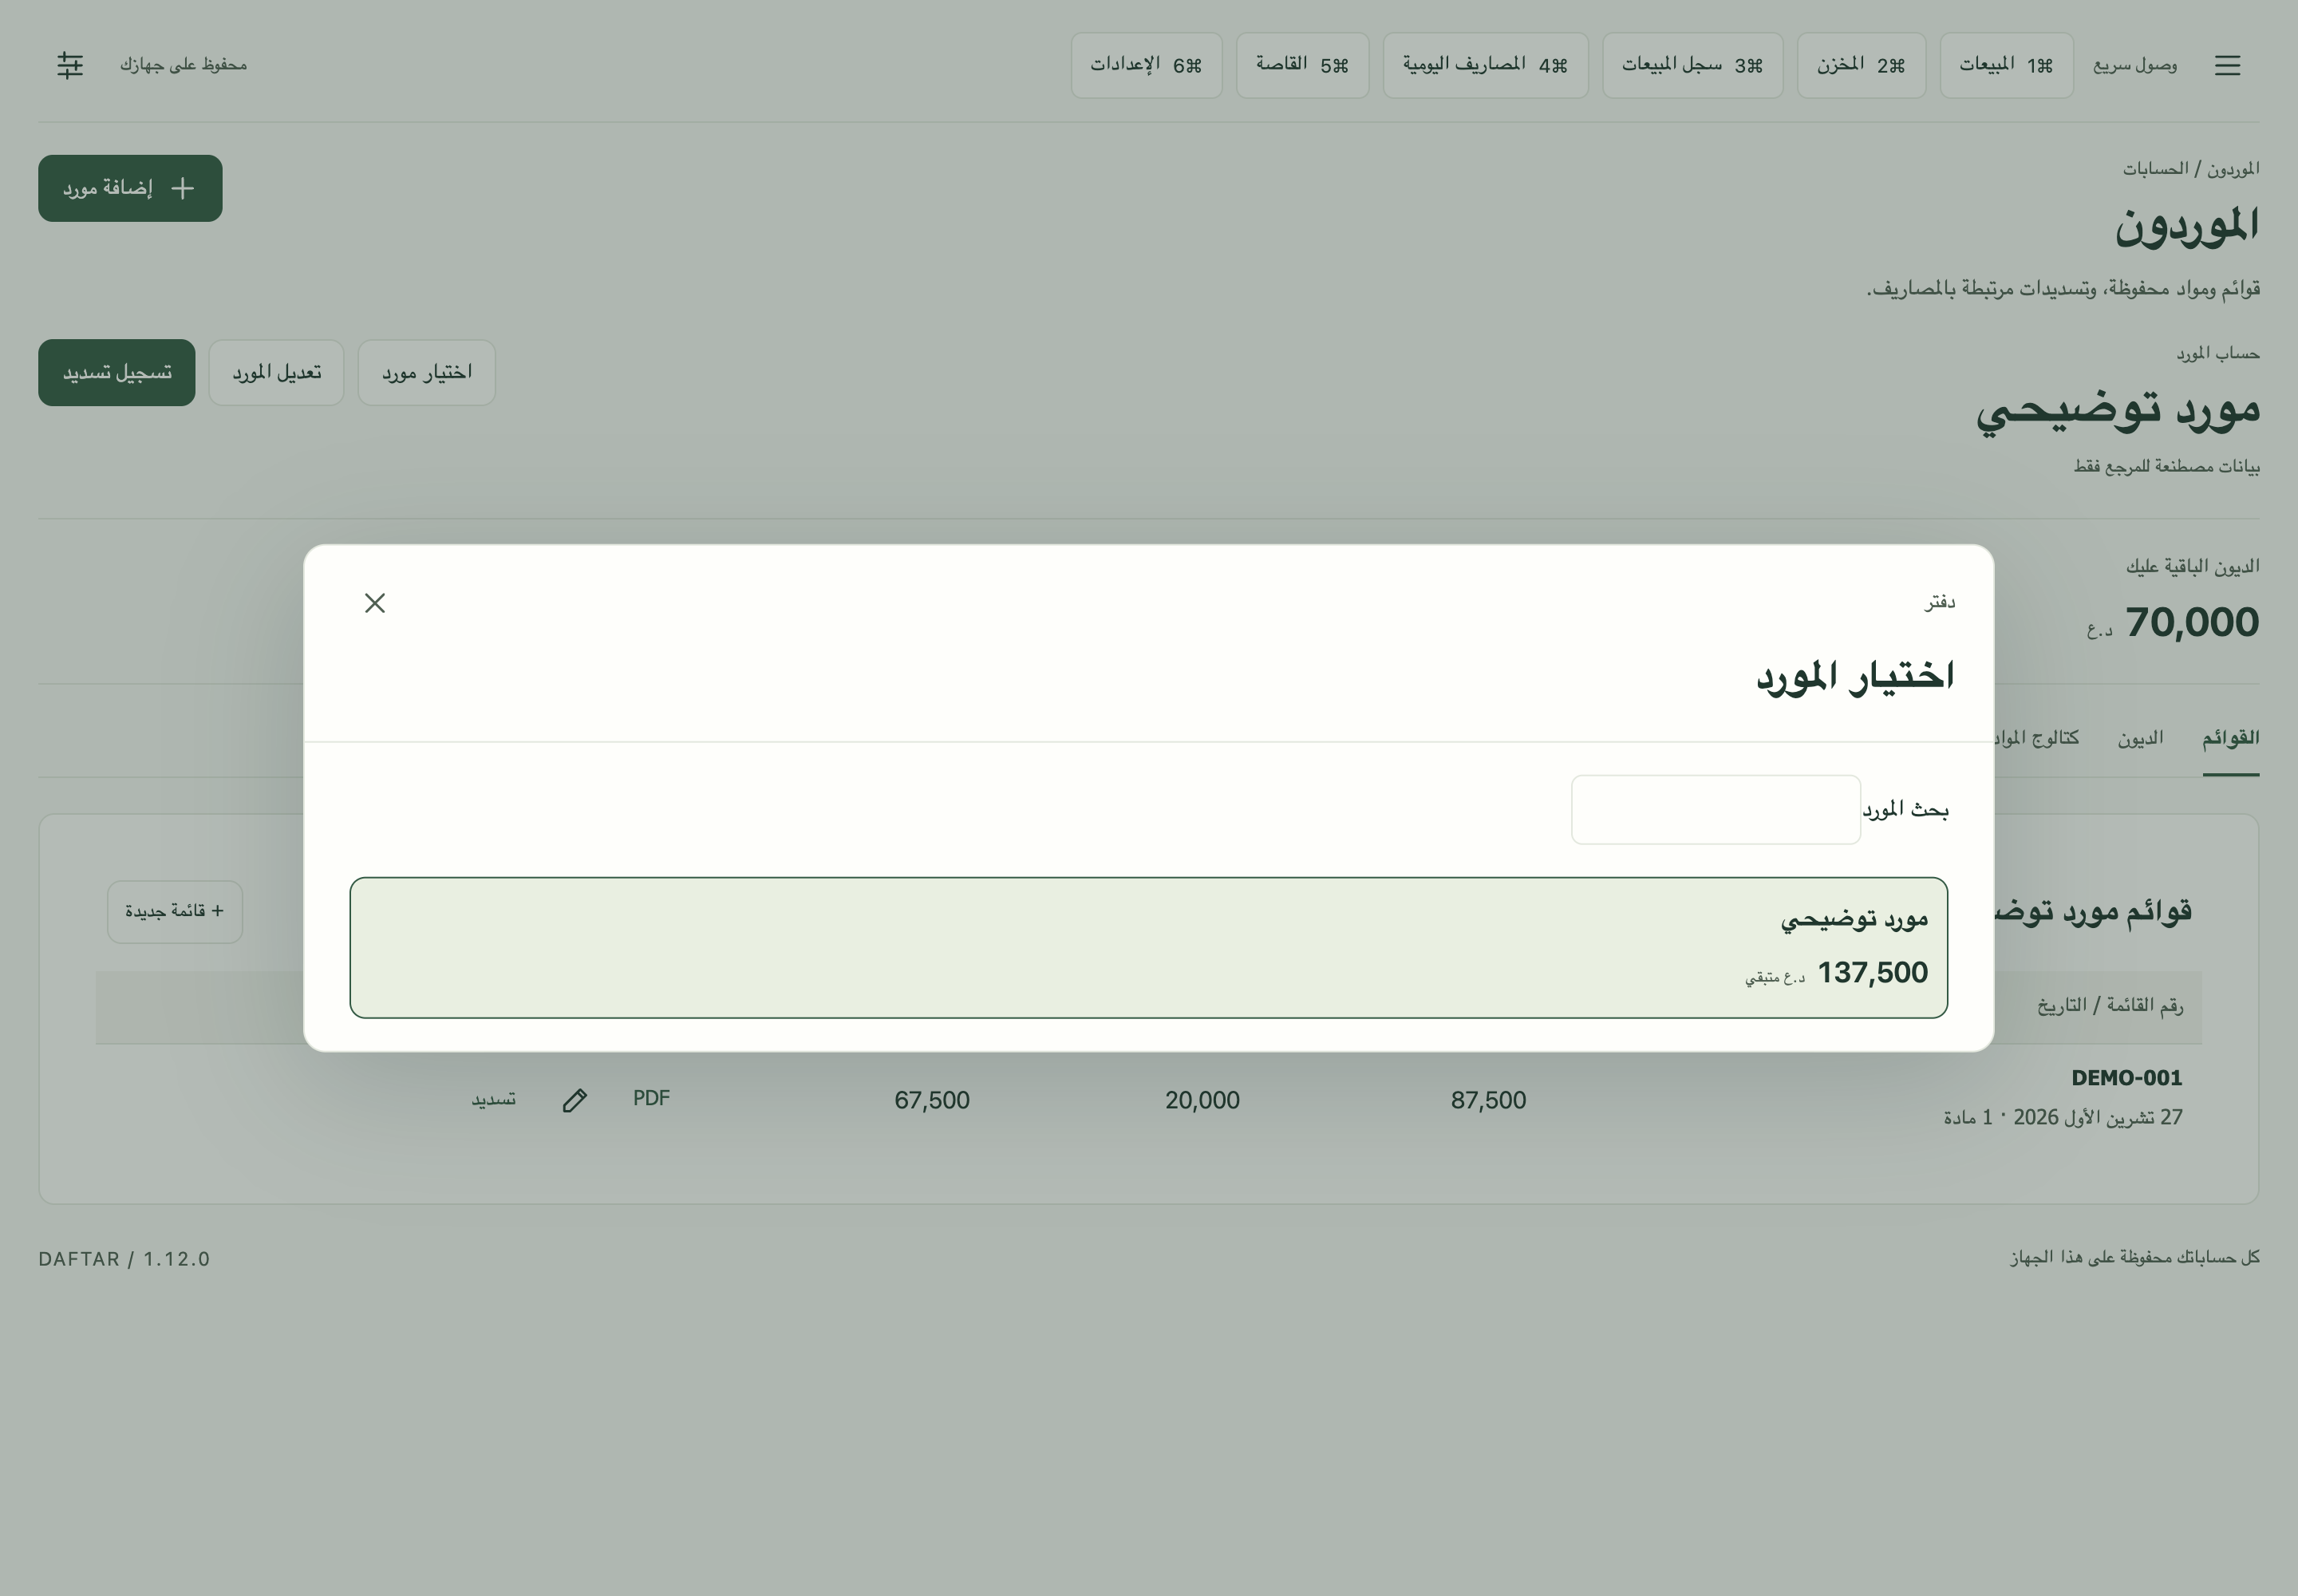 وصول سريع
⌘1 المبيعات
⌘2 المخزن
⌘3 سجل المبيعات
⌘4 المصاريف اليومية
⌘5 القاصة
⌘6 الإعدادات
محفوظ على جهازك
الموردون / الحسابات
الموردون
قوائم ومواد محفوظة، وتسديدات مرتبطة بالمصاريف.
إضافة مورد
حساب المورد
مورد توضيحي
بيانات مصطنعة للمرجع فقط
اختيار مورد
تعديل المورد
تسجيل تسديد
الديون الباقية عليك
70,000 د.ع
القوائم
الديون
كتالوج المواد
دفتر
اختيار المورد
بحث المورد
مورد توضيحي
137,500 د.ع متبقي
قوائم مورد
+ قائمة جديدة
رقم القائمة / التاريخ
DEMO-001
27 تشرين الأول 2026 · 1 مادة
87,500
20,000
67,500
PDF
تسديد
كل حساباتك محفوظة على هذا الجهاز
DAFTAR / 1.12.0